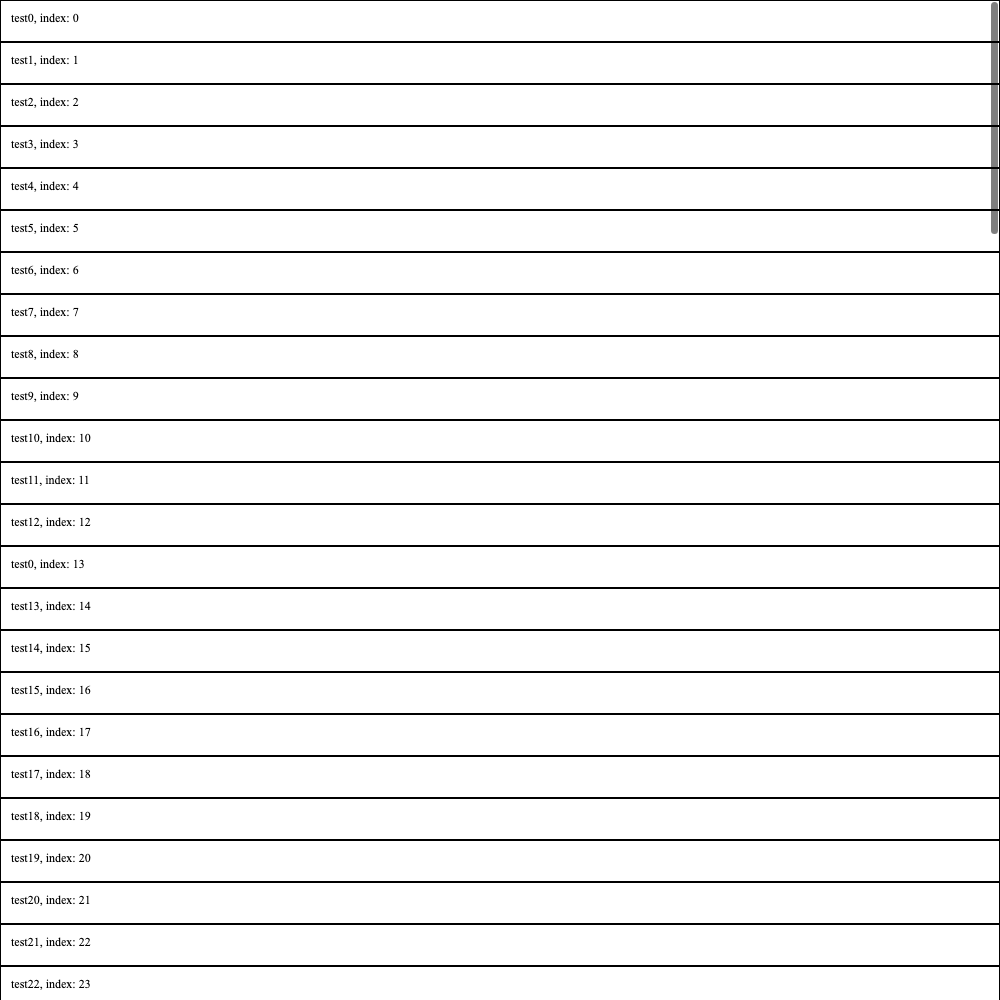 test0, index: 0
test1, index: 1
test2, index: 2
test3, index: 3
test4, index: 4
test5, index: 5
test6, index: 6
test7, index: 7
test8, index: 8
test9, index: 9
test10, index: 10
test11, index: 11
test12, index: 12
test0, index: 13
test13, index: 14
test14, index: 15
test15, index: 16
test16, index: 17
test17, index: 18
test18, index: 19
test19, index: 20
test20, index: 21
test21, index: 22
test22, index: 23